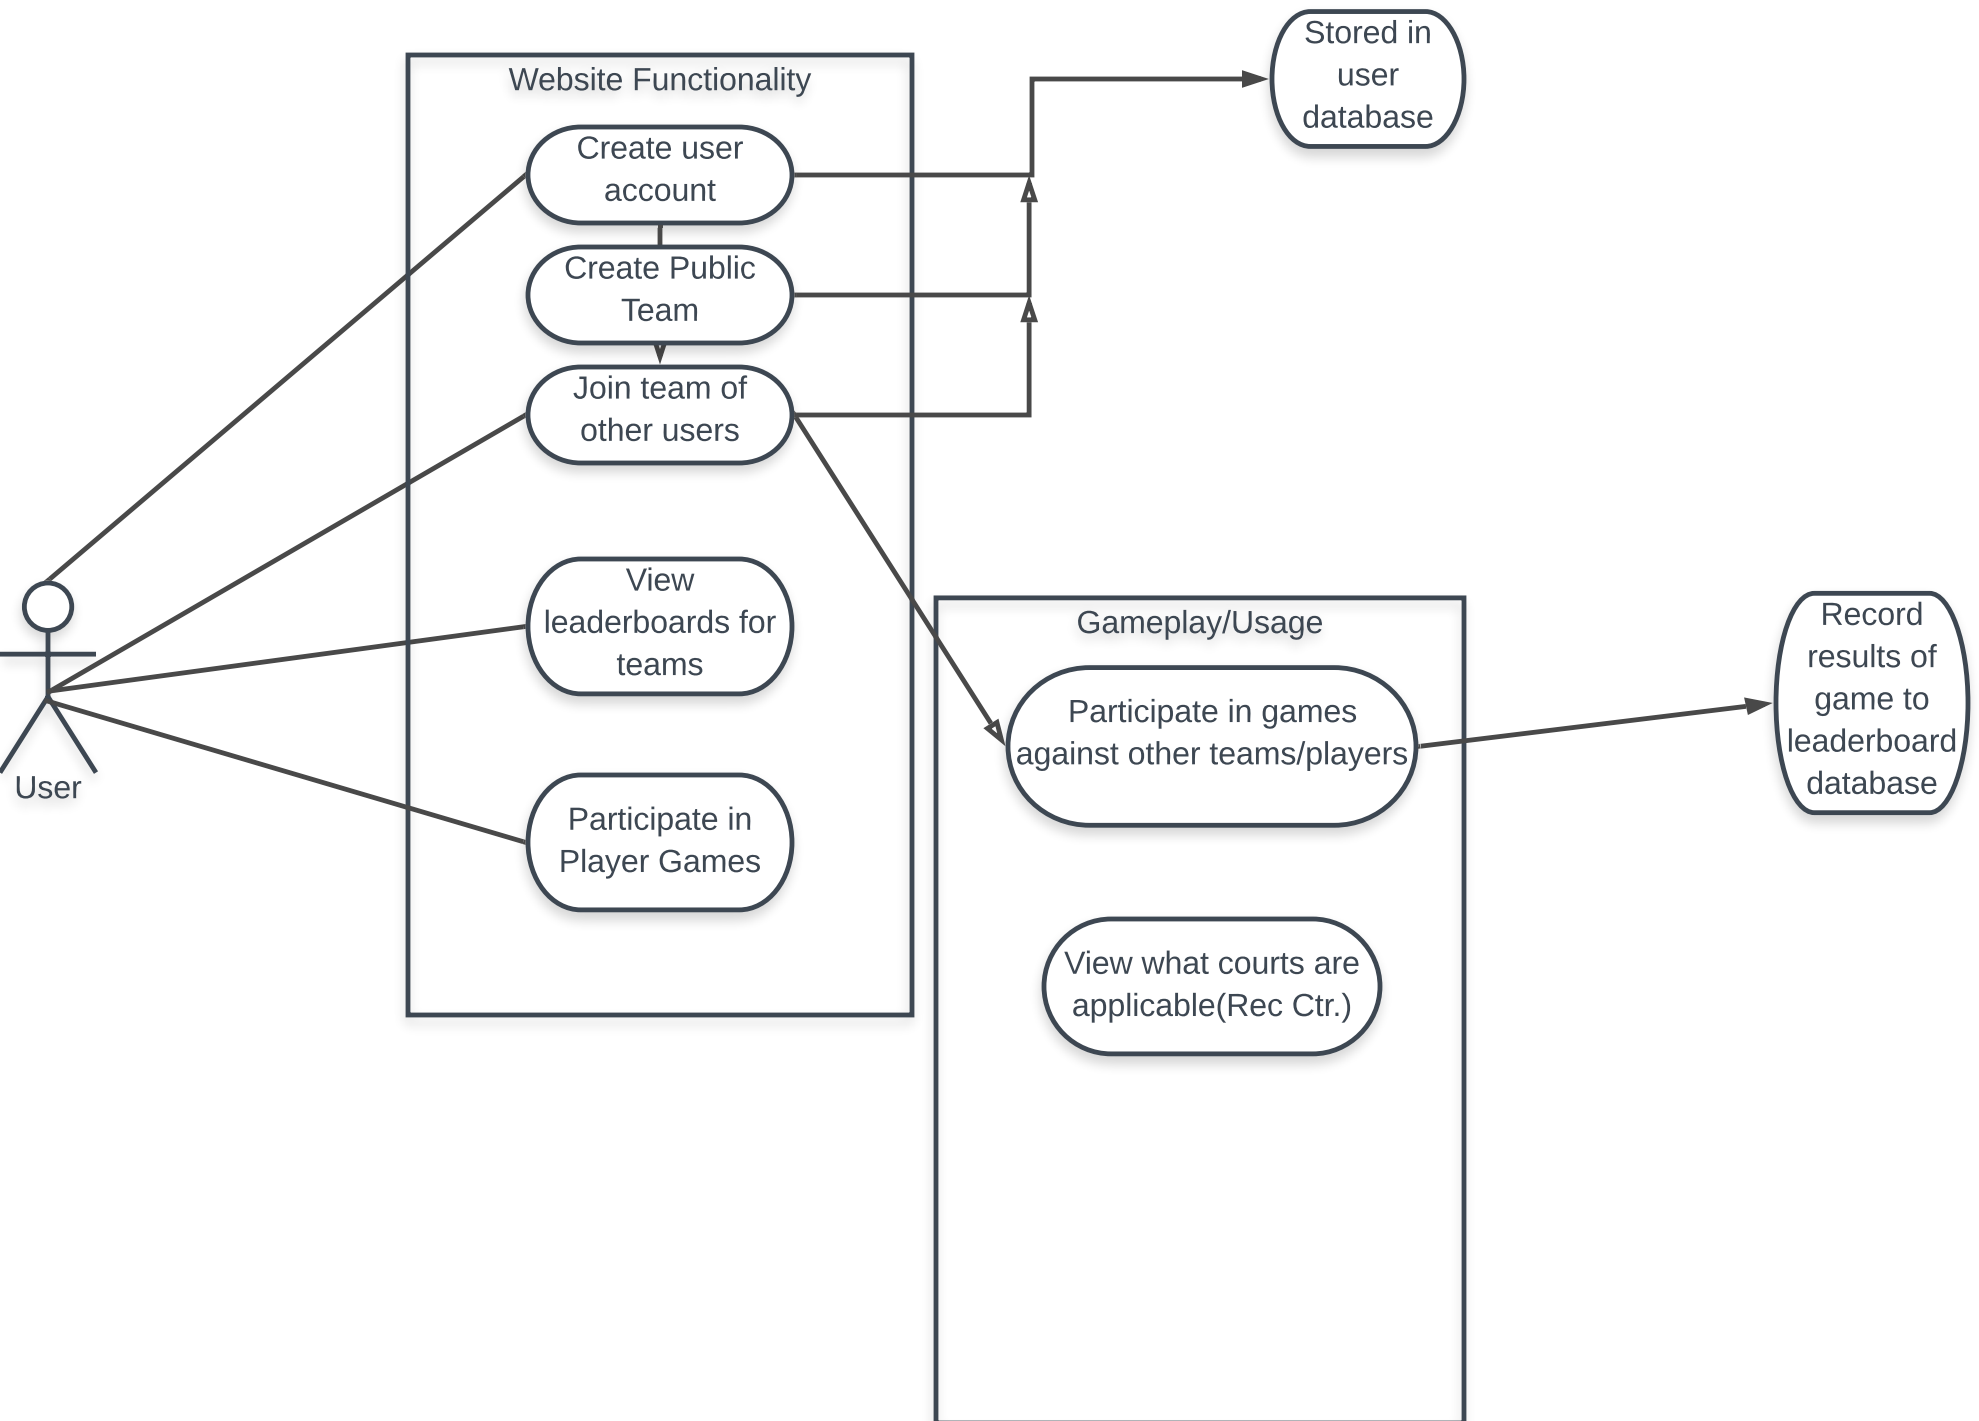 Stored in
user
database
Website Functionality
Create user
account
Create Public
Team
Join team of
other users
View
leaderboards for
teams
Participate in
Player Games
User
Gameplay/Usage
Participate in games
against other teams/players
View what courts are
applicable(Rec Ctr.)
Record
results of
game to
leaderboard
database